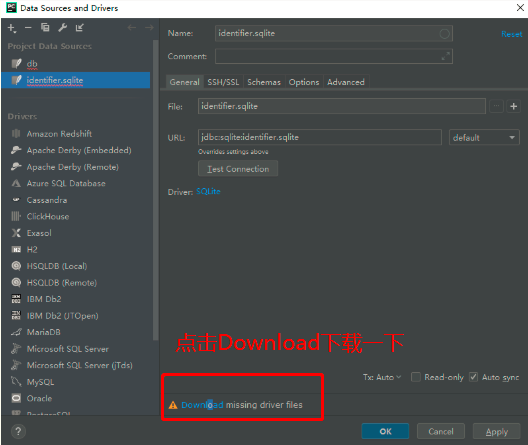 PC Data Sources and Drivers
Project Data Sources
db
identifier.sqlite
Drivers
Amazon Redshift
Apache Derby (Embedded)
Apache Derby (Remote)
Azure SQL Database
Cassandra
ClickHouse
Exasol
H2
HSQLDB (Local)
HSQLDB (Remote)
IBM Db2
IBM Db2 (JTOpen)
MariaDB
Microsoft SQL Server
Microsoft SQL Server (jTds)
MySQL
Oracle
PostgreSQL
Name: identifier.sqlite Reset
Comment:
General SSH/SSL Schemas Options Advanced
File: identifier.sqlite
URL: jdbc:sqlite:identifier.sqlite default
Overrides settings above
Test Connection
Driver: SQLite
点击Download下载一下
Tx: Auto Read-only Auto sync
Download missing driver files
? OK Cancel Apply